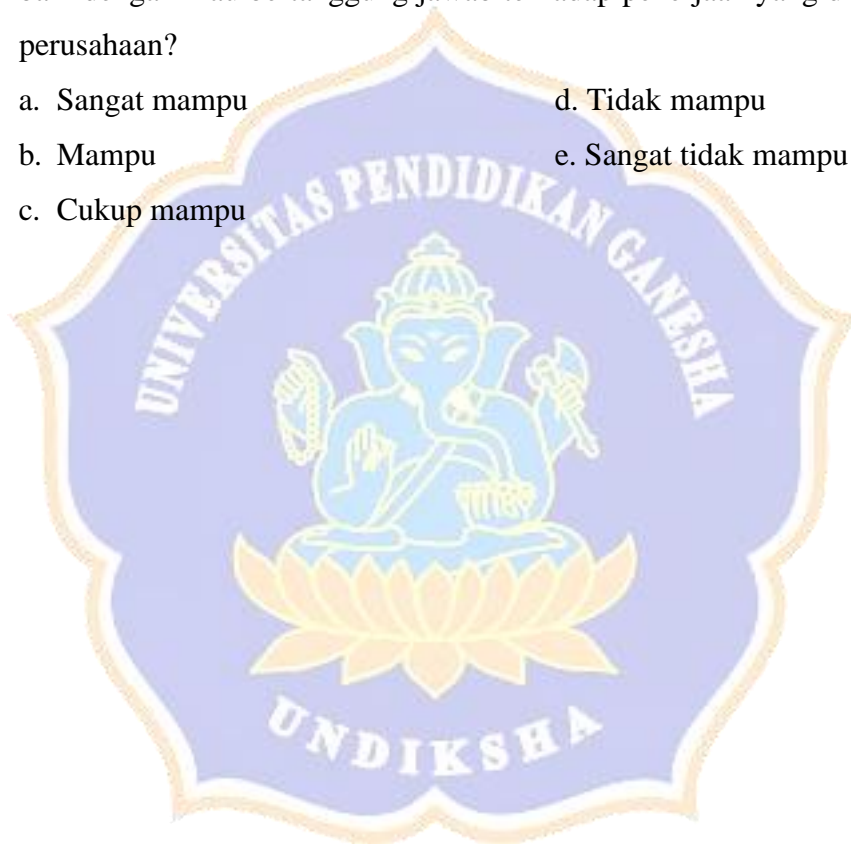 perusahaan?
a. Sangat mampu
d. Tidak mampu
b. Mampu
e. Sangat tidak mampu
c. Cukup mampu
UNIVERSITAS PENDIDIKAN GANESHA
UNDIKSHA